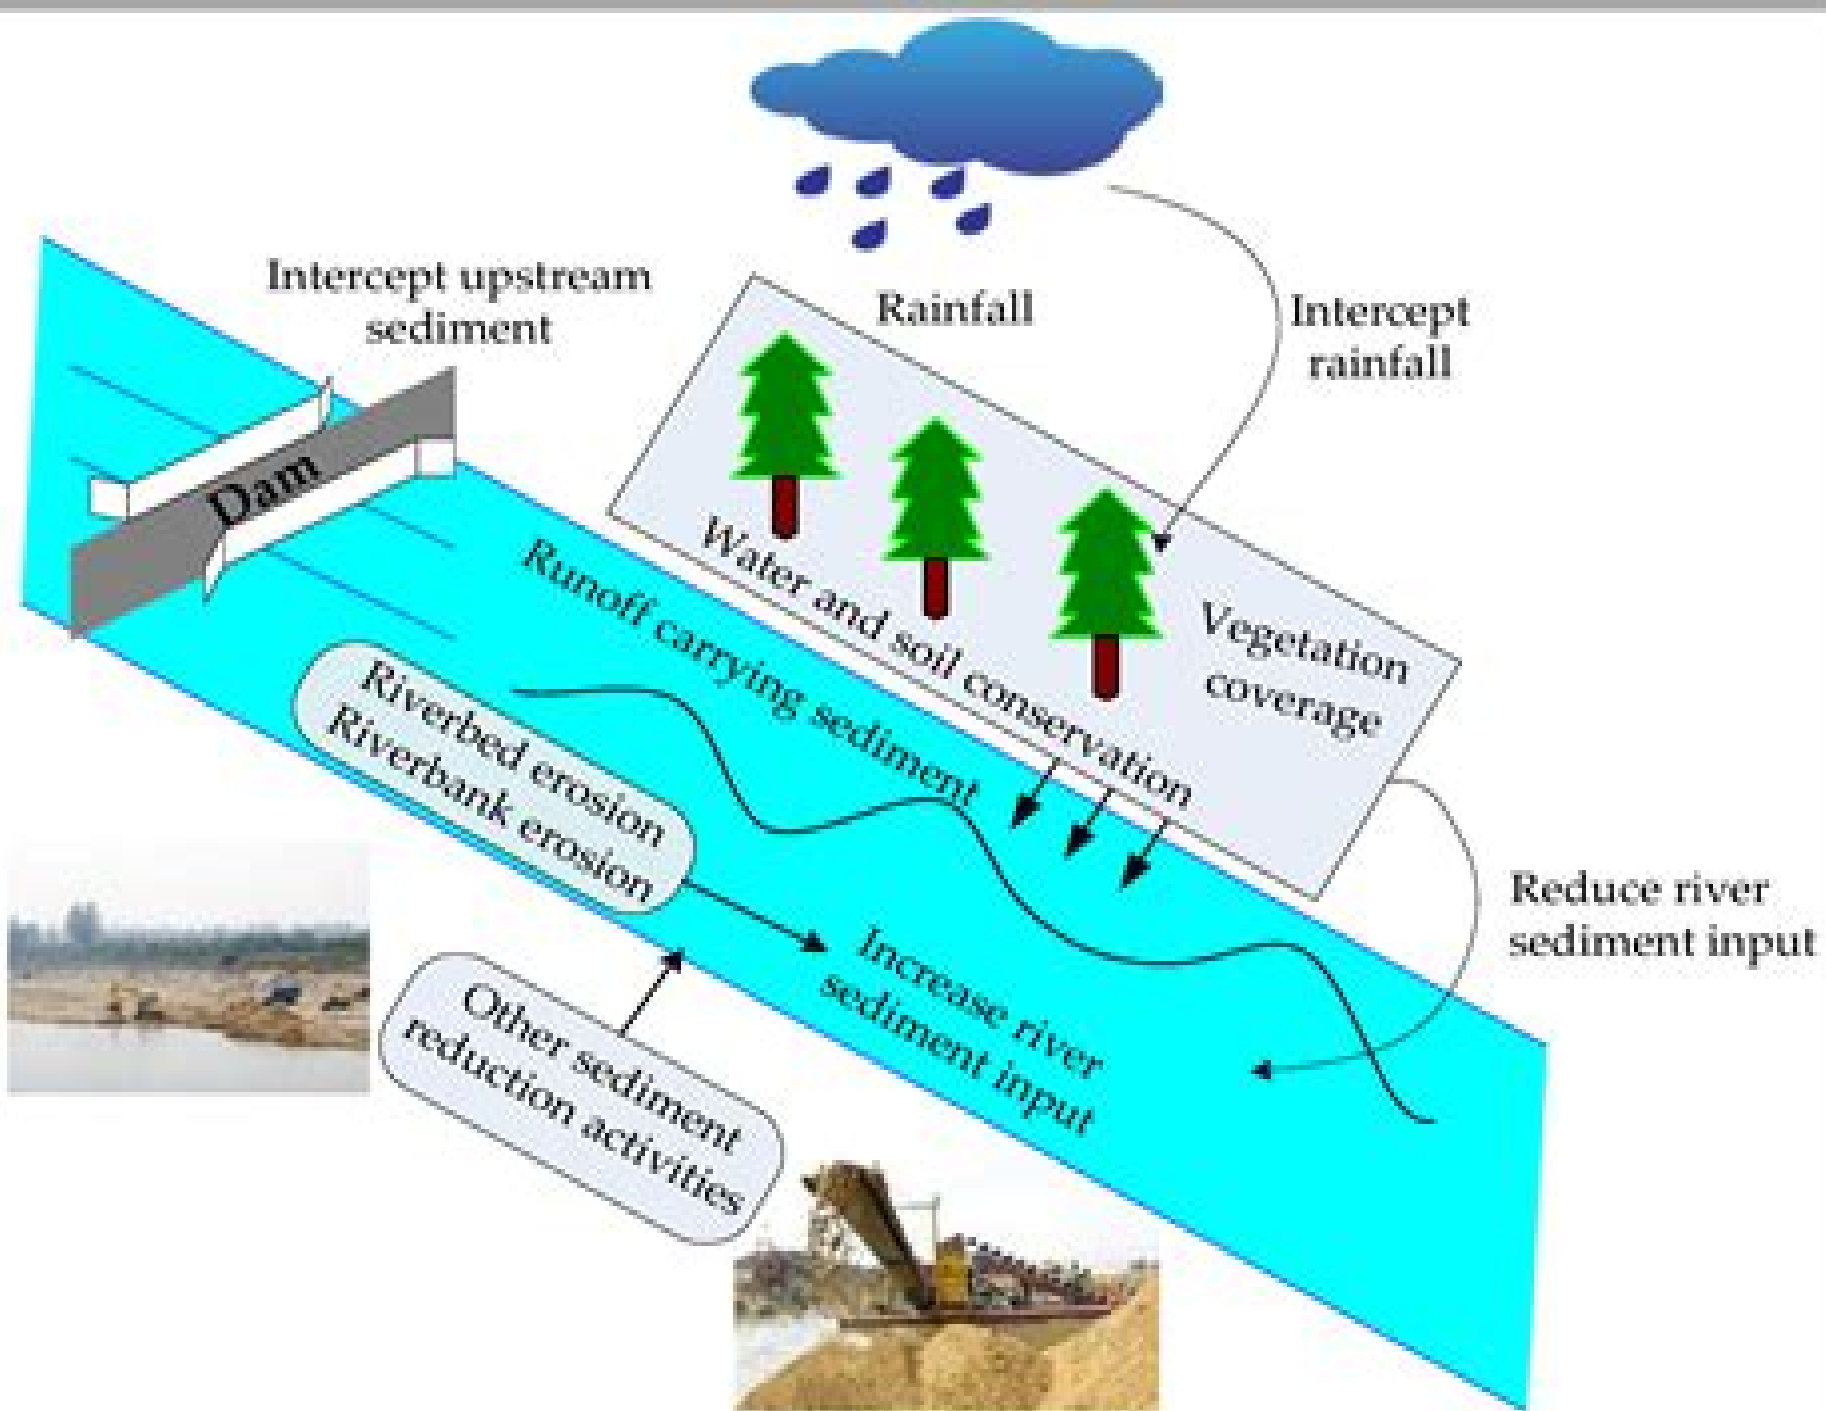 Intercept upstream
sediment
Rainfall
Intercept
rainfall
Dam
Water and soil conservation
Vegetation
coverage
Runoff carrying sediment
Riverbed erosion
Riverbank erosion
Increase river
sediment input
Reduce river
sediment input
Other sediment
reduction activities